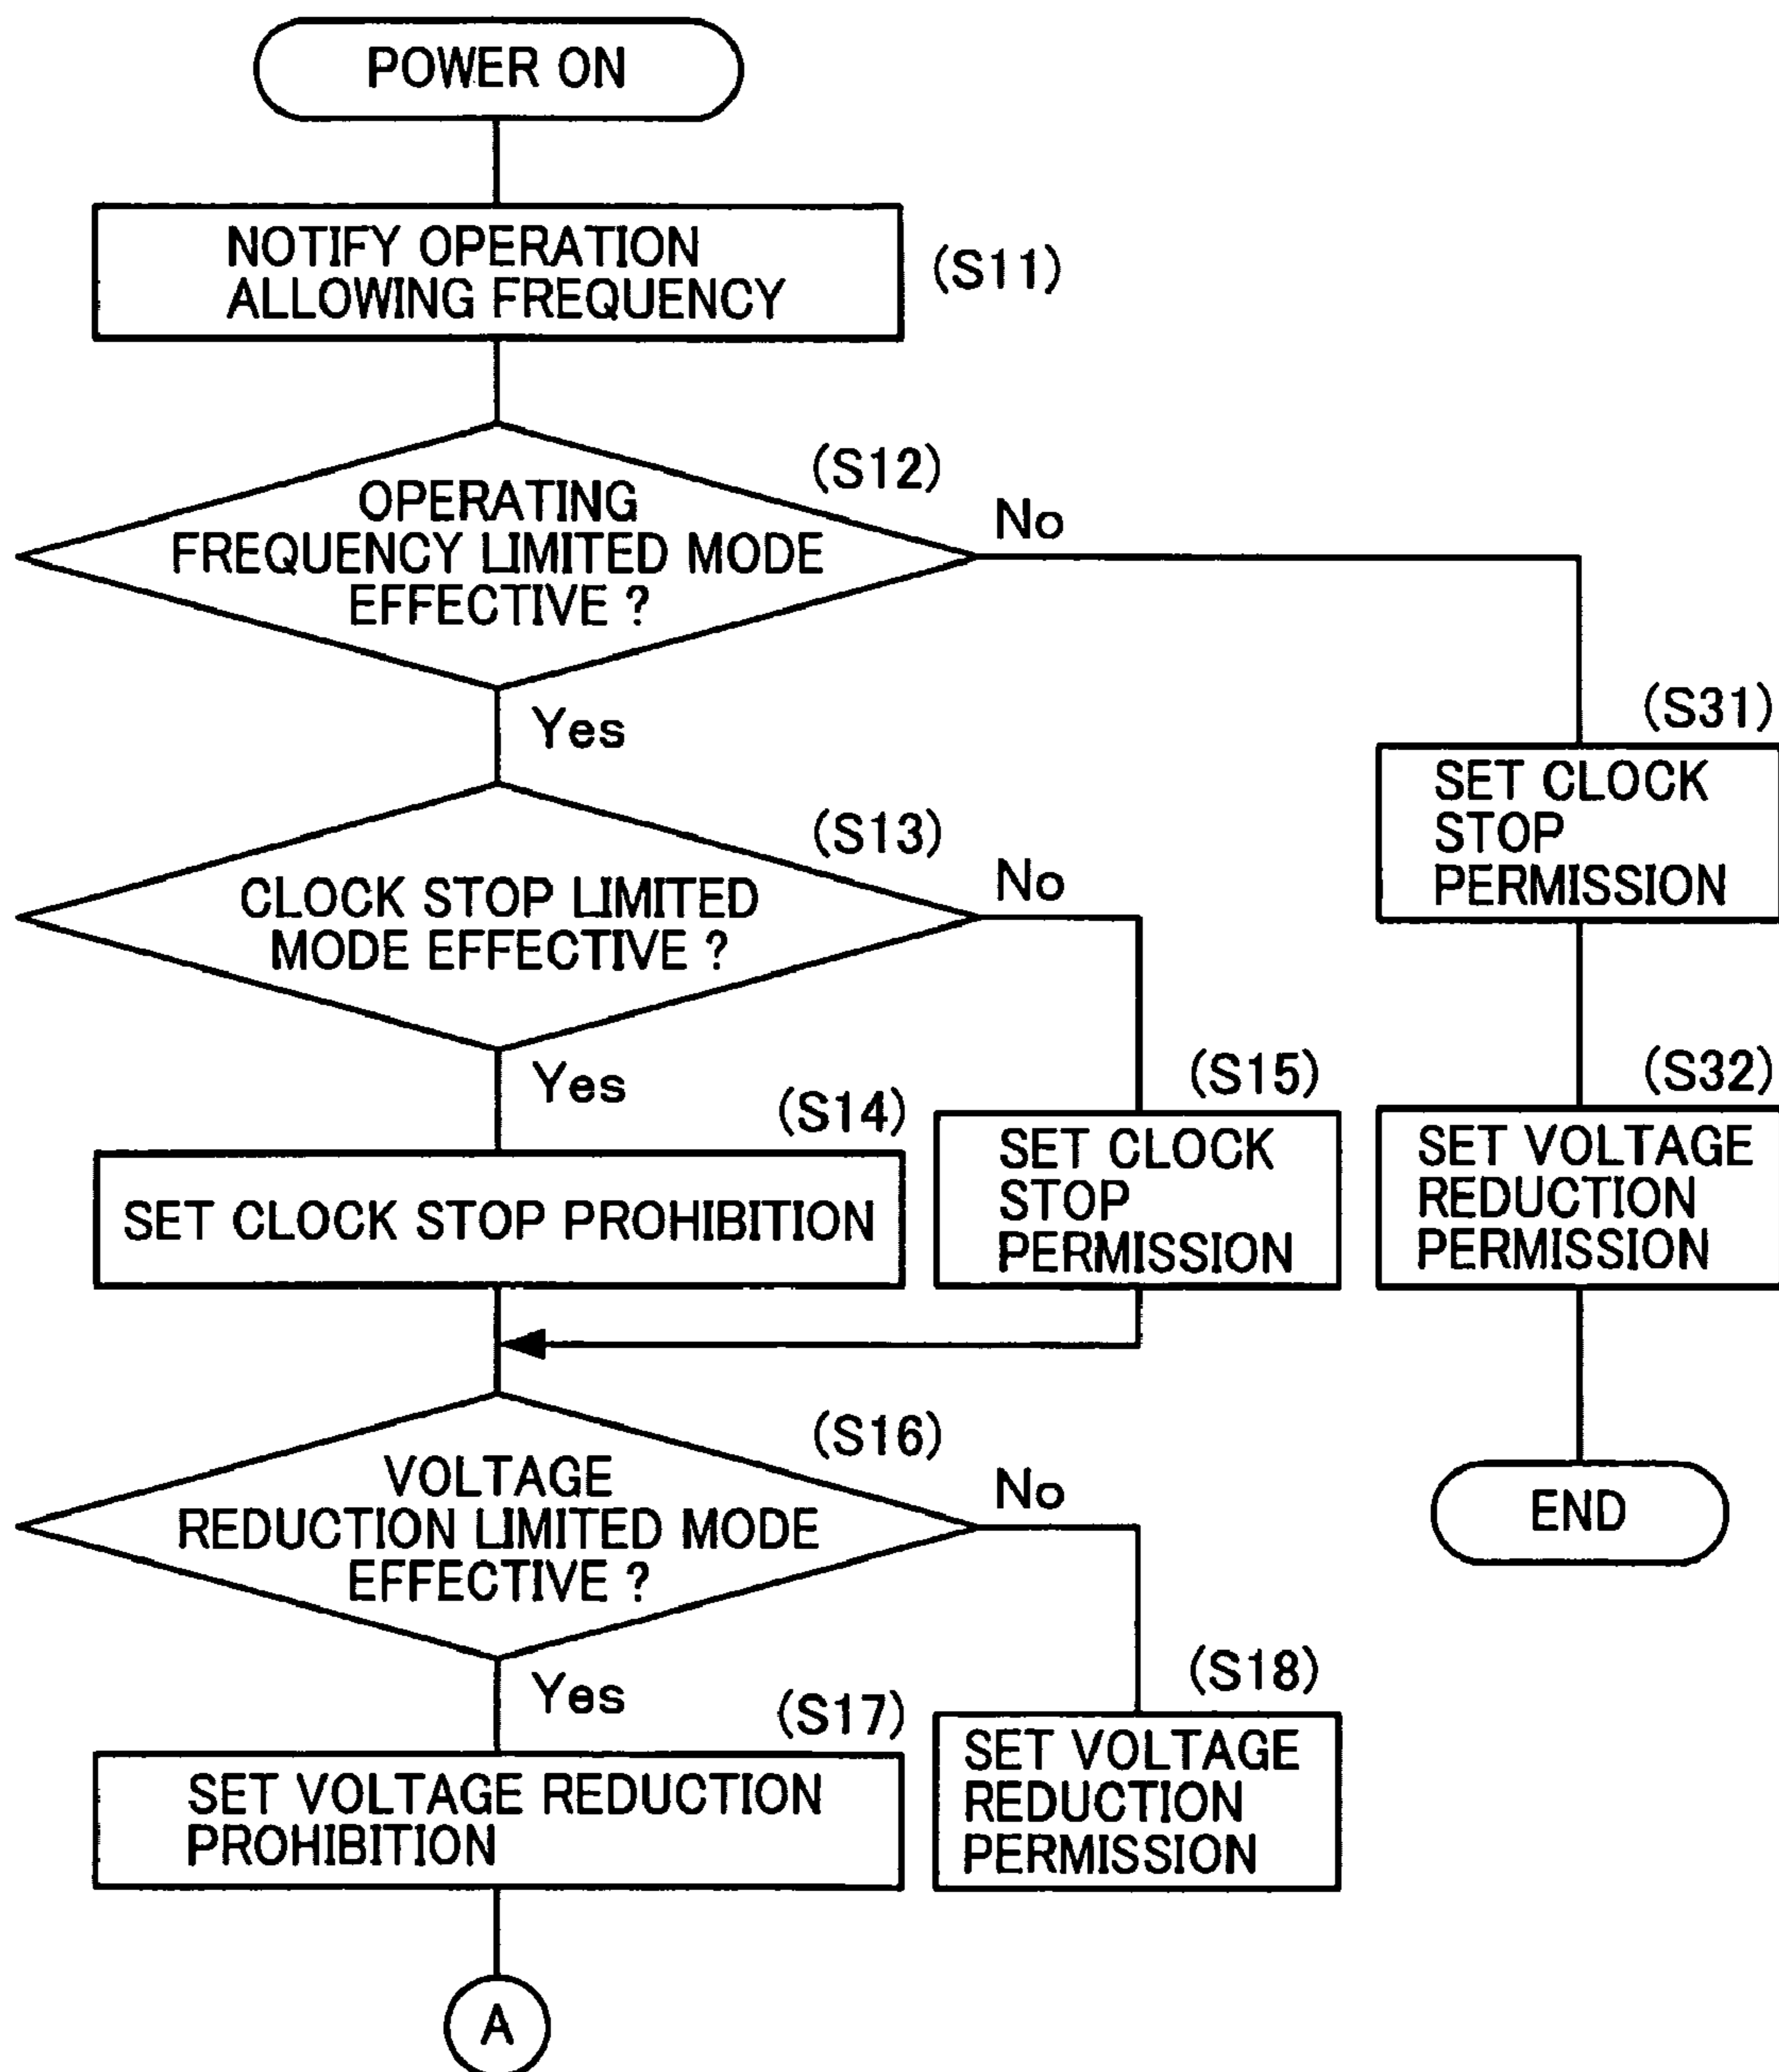 POWER ON
NOTIFY OPERATION
ALLOWING FREQUENCY
(S11)
(S12)
OPERATING
FREQUENCY LIMITED MODE
EFFECTIVE ?
No
Yes
(S31)
SET CLOCK
STOP
PERMISSION
(S13)
CLOCK STOP LIMITED
MODE EFFECTIVE ?
No
Yes
(S14)
SET CLOCK STOP PROHIBITION
(S15)
SET CLOCK
STOP
PERMISSION
(S32)
SET VOLTAGE
REDUCTION
PERMISSION
END
(S16)
VOLTAGE
REDUCTION LIMITED MODE
EFFECTIVE ?
No
Yes
(S17)
SET VOLTAGE REDUCTION
PROHIBITION
(S18)
SET VOLTAGE
REDUCTION
PERMISSION
A